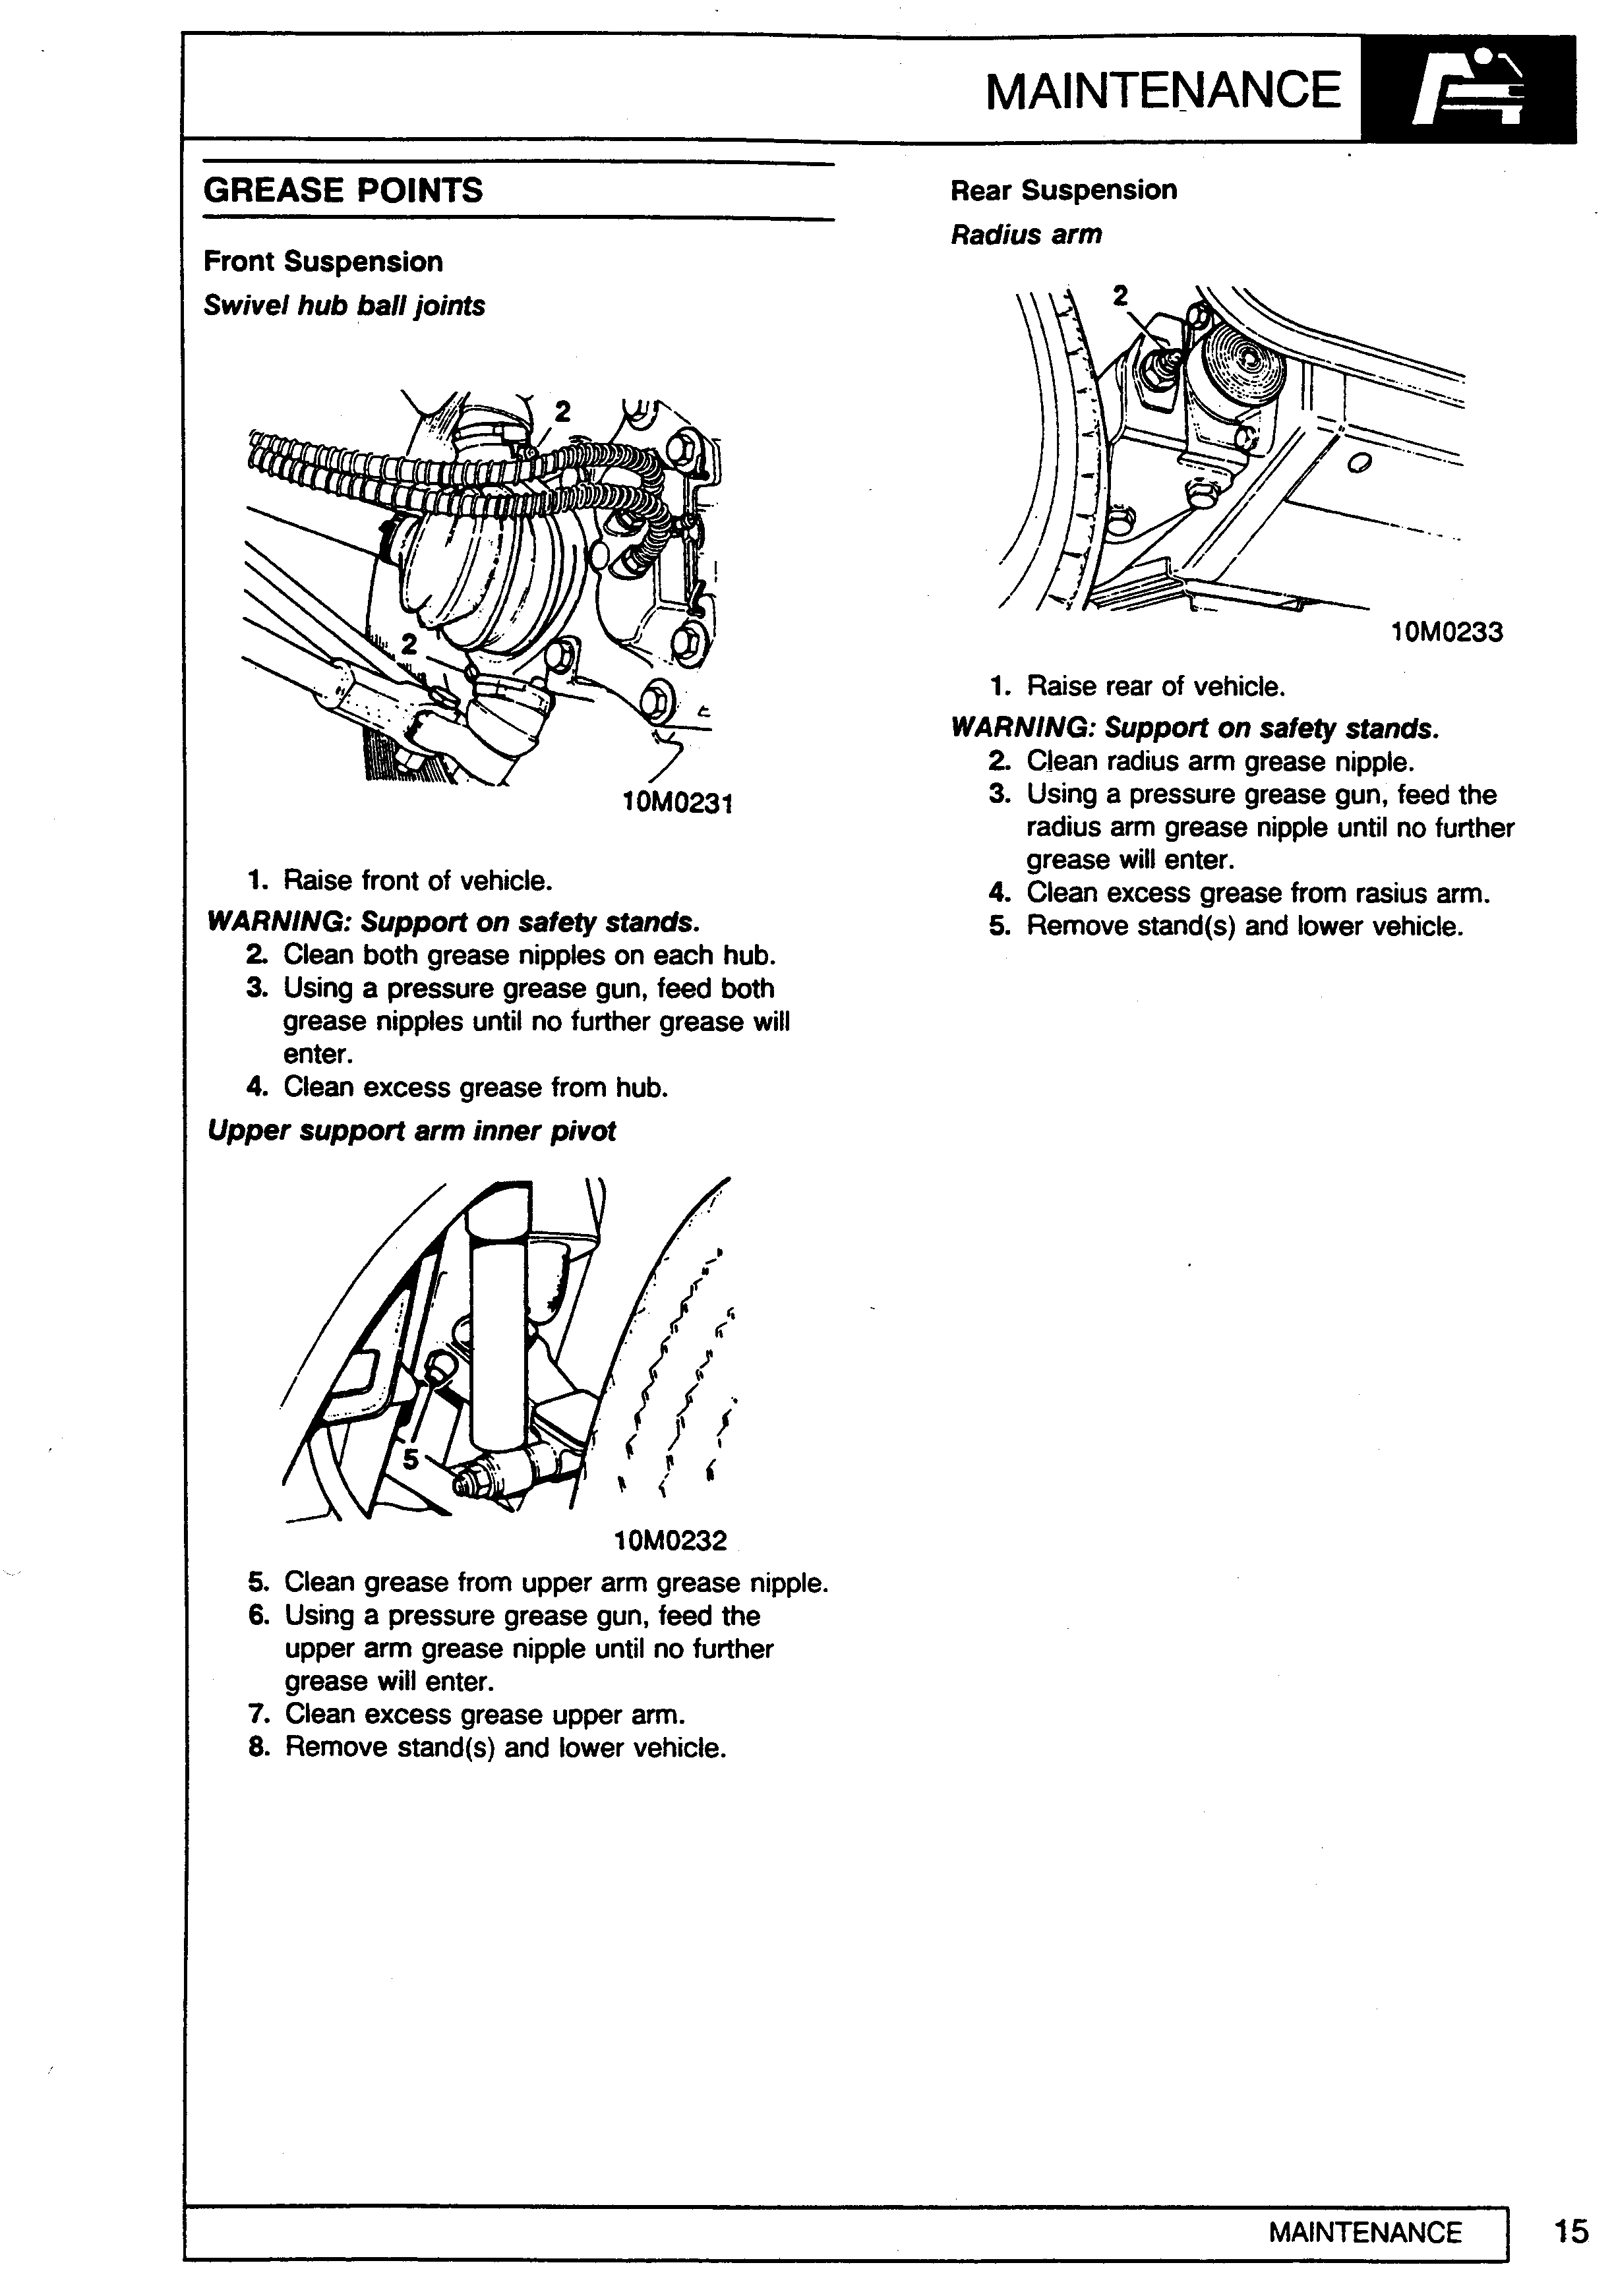 MAINTENANCE
GREASE POINTS
Front Suspension
Swivel hub ball joints
2
2
10M0231
1. Raise front of vehicle.
WARNING: Support on safety stands.
2. Clean both grease nipples on each hub.
3. Using a pressure grease gun, feed both
grease nipples until no further grease will
enter.
4. Clean excess grease from hub.
Upper support arm inner pivot
5
10M0232
5. Clean grease from upper arm grease nipple.
6. Using a pressure grease gun, feed the
upper arm grease nipple until no further
grease will enter.
7. Clean excess grease upper arm.
8. Remove stand(s) and lower vehicle.
Rear Suspension
Radius arm
2
10M0233
1. Raise rear of vehicle.
WARNING: Support on safety stands.
2. Clean radius arm grease nipple.
3. Using a pressure grease gun, feed the
radius arm grease nipple until no further
grease will enter.
4. Clean excess grease from rasius arm.
5. Remove stand(s) and lower vehicle.
MAINTENANCE
15